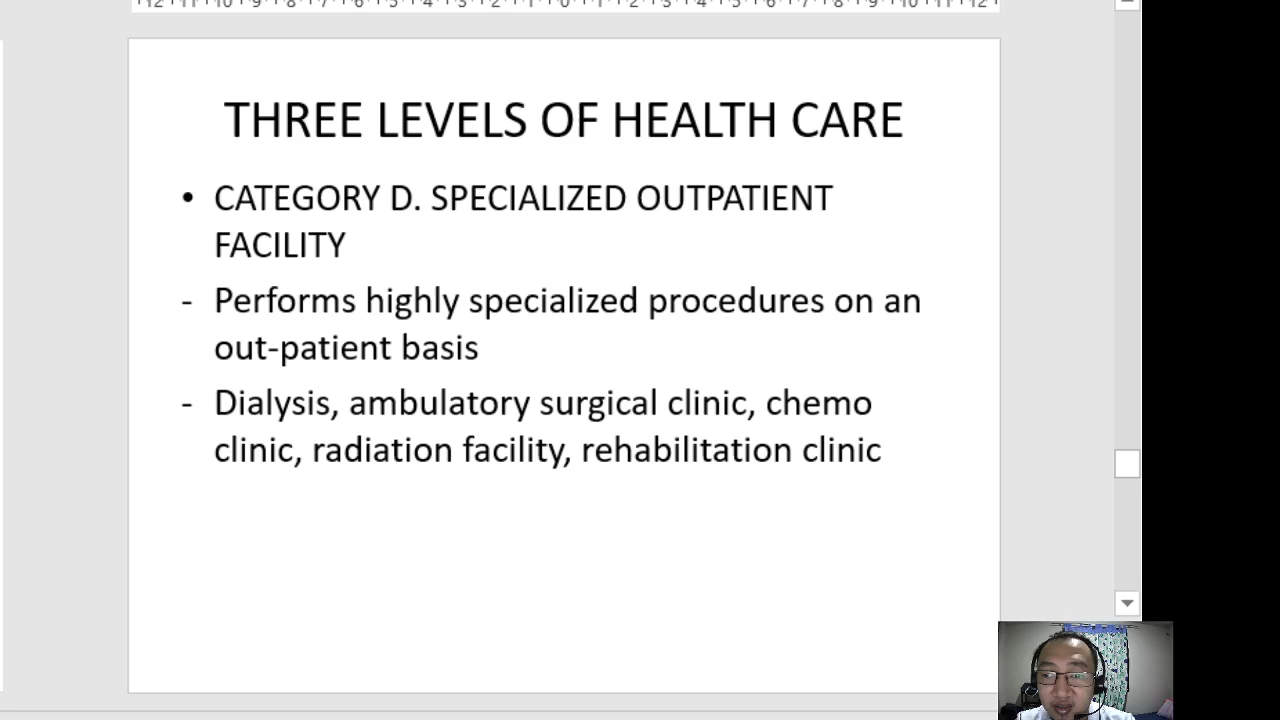 THREE LEVELS OF HEALTH CARE
• CATEGORY D. SPECIALIZED OUTPATIENT
FACILITY
- Performs highly specialized procedures on an
out-patient basis
- Dialysis, ambulatory surgical clinic, chemo
clinic, radiation facility, rehabilitation clinic